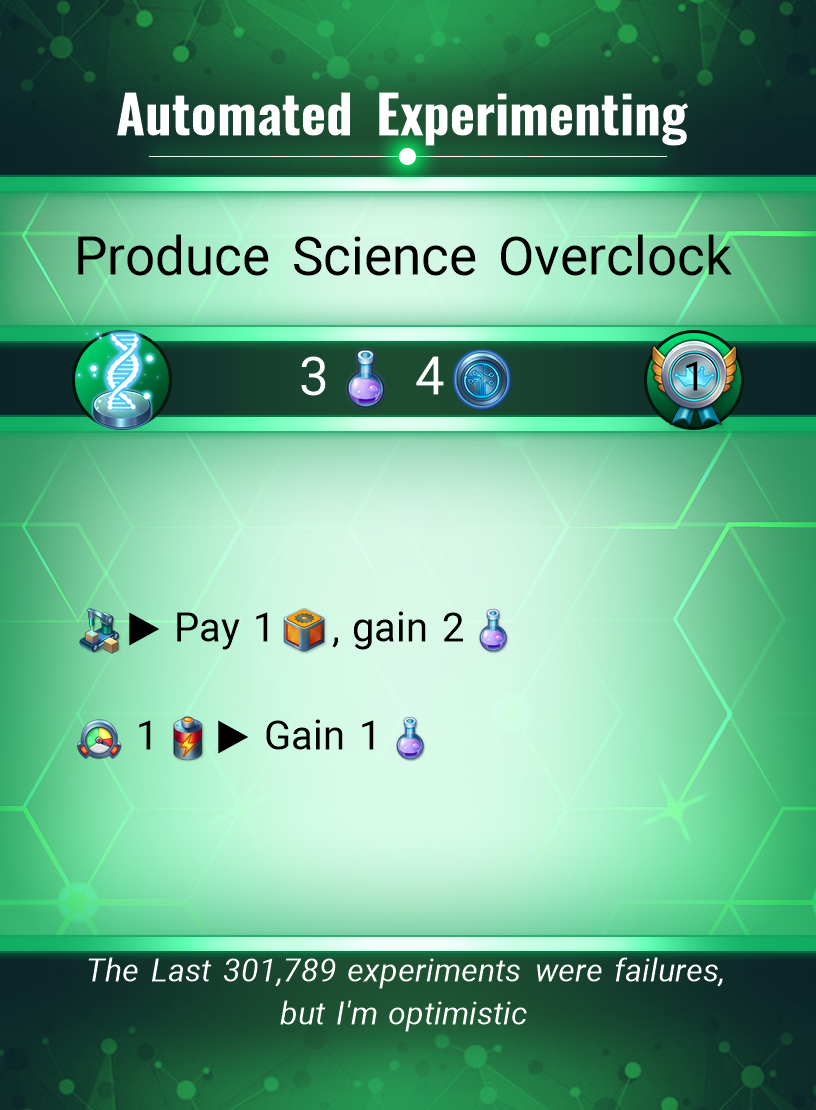 Automated Experimenting
Produce Science Overclock
3 4 1
▶ Pay 1 , gain 2
1 ▶ Gain 1
The Last 301,789 experiments were failures,
but I'm optimistic